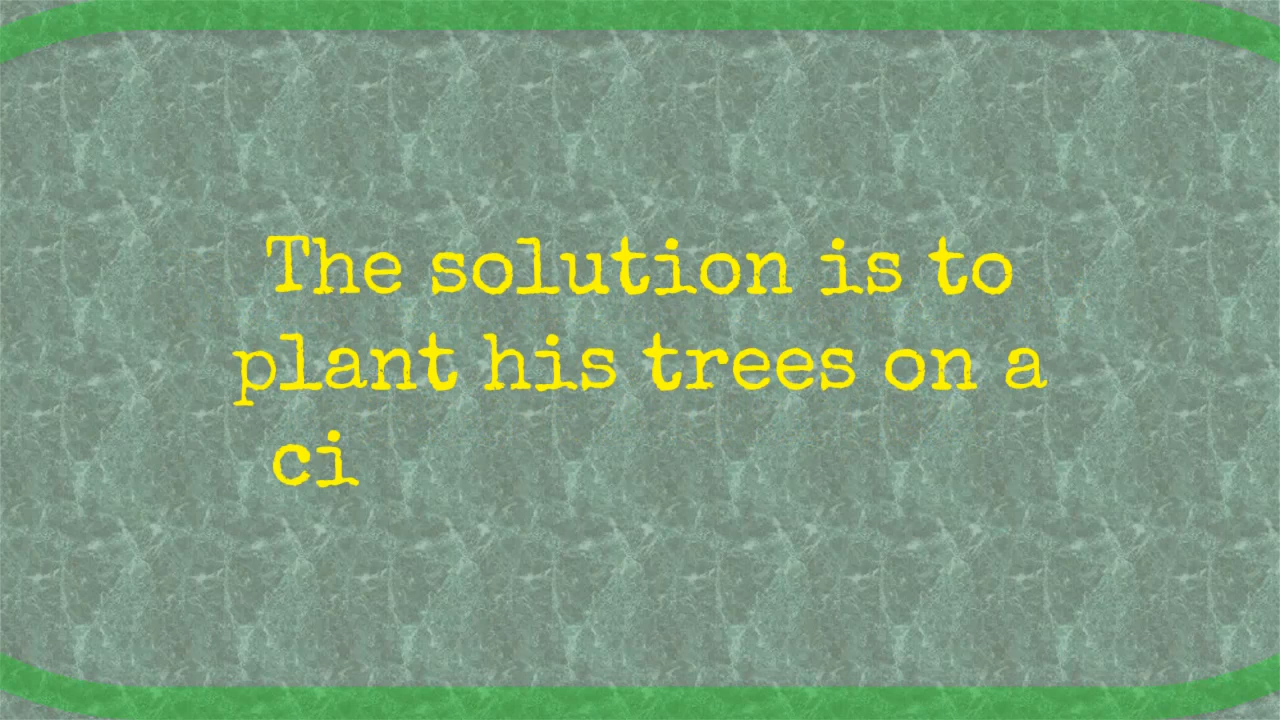 The solution is to
plant his trees on a
ci